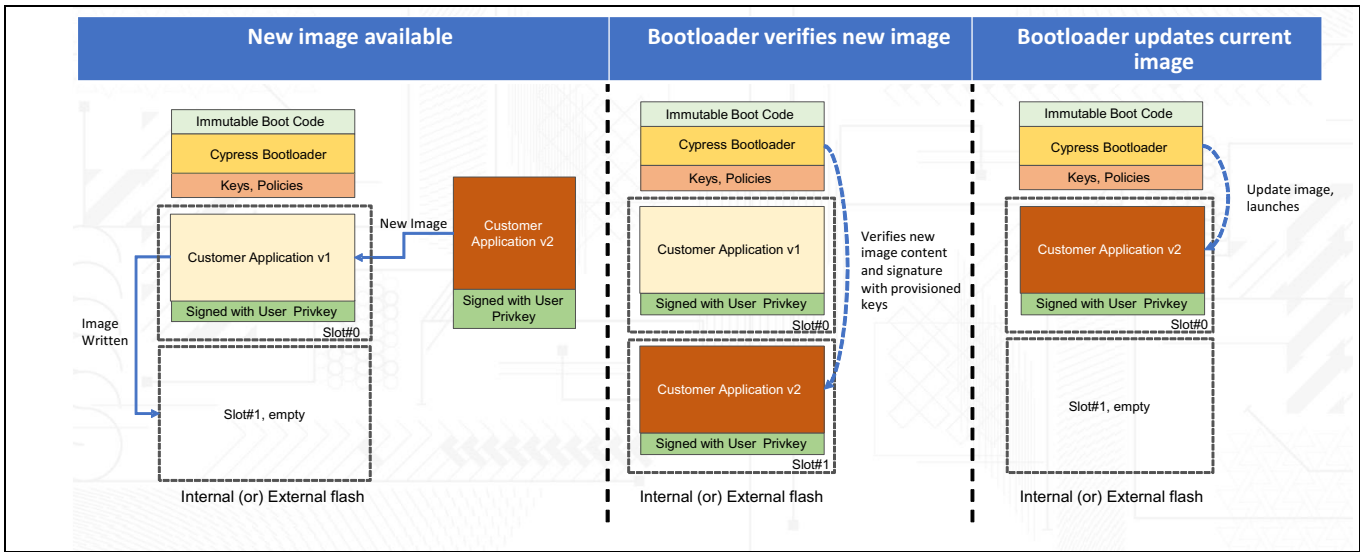 New image available
Immutable Boot Code
Cypress Bootloader
Keys, Policies
Customer Application v1
Signed with User Privkey
Slot#0
New Image
Customer
Application v2
Signed with User
Privkey
Image
Written
Slot#1, empty
Internal (or) External flash
Bootloader verifies new image
Immutable Boot Code
Cypress Bootloader
Keys, Policies
Customer Application v1
Signed with User Privkey
Slot#0
Verifies new
image content
and signature
with provisioned
keys
Customer Application v2
Signed with User Privkey
Slot#1
Internal (or) External flash
Bootloader updates current
image
Immutable Boot Code
Cypress Bootloader
Keys, Policies
Update image,
launches
Customer Application v2
Signed with User Privkey
Slot#0
Slot#1, empty
Internal (or) External flash